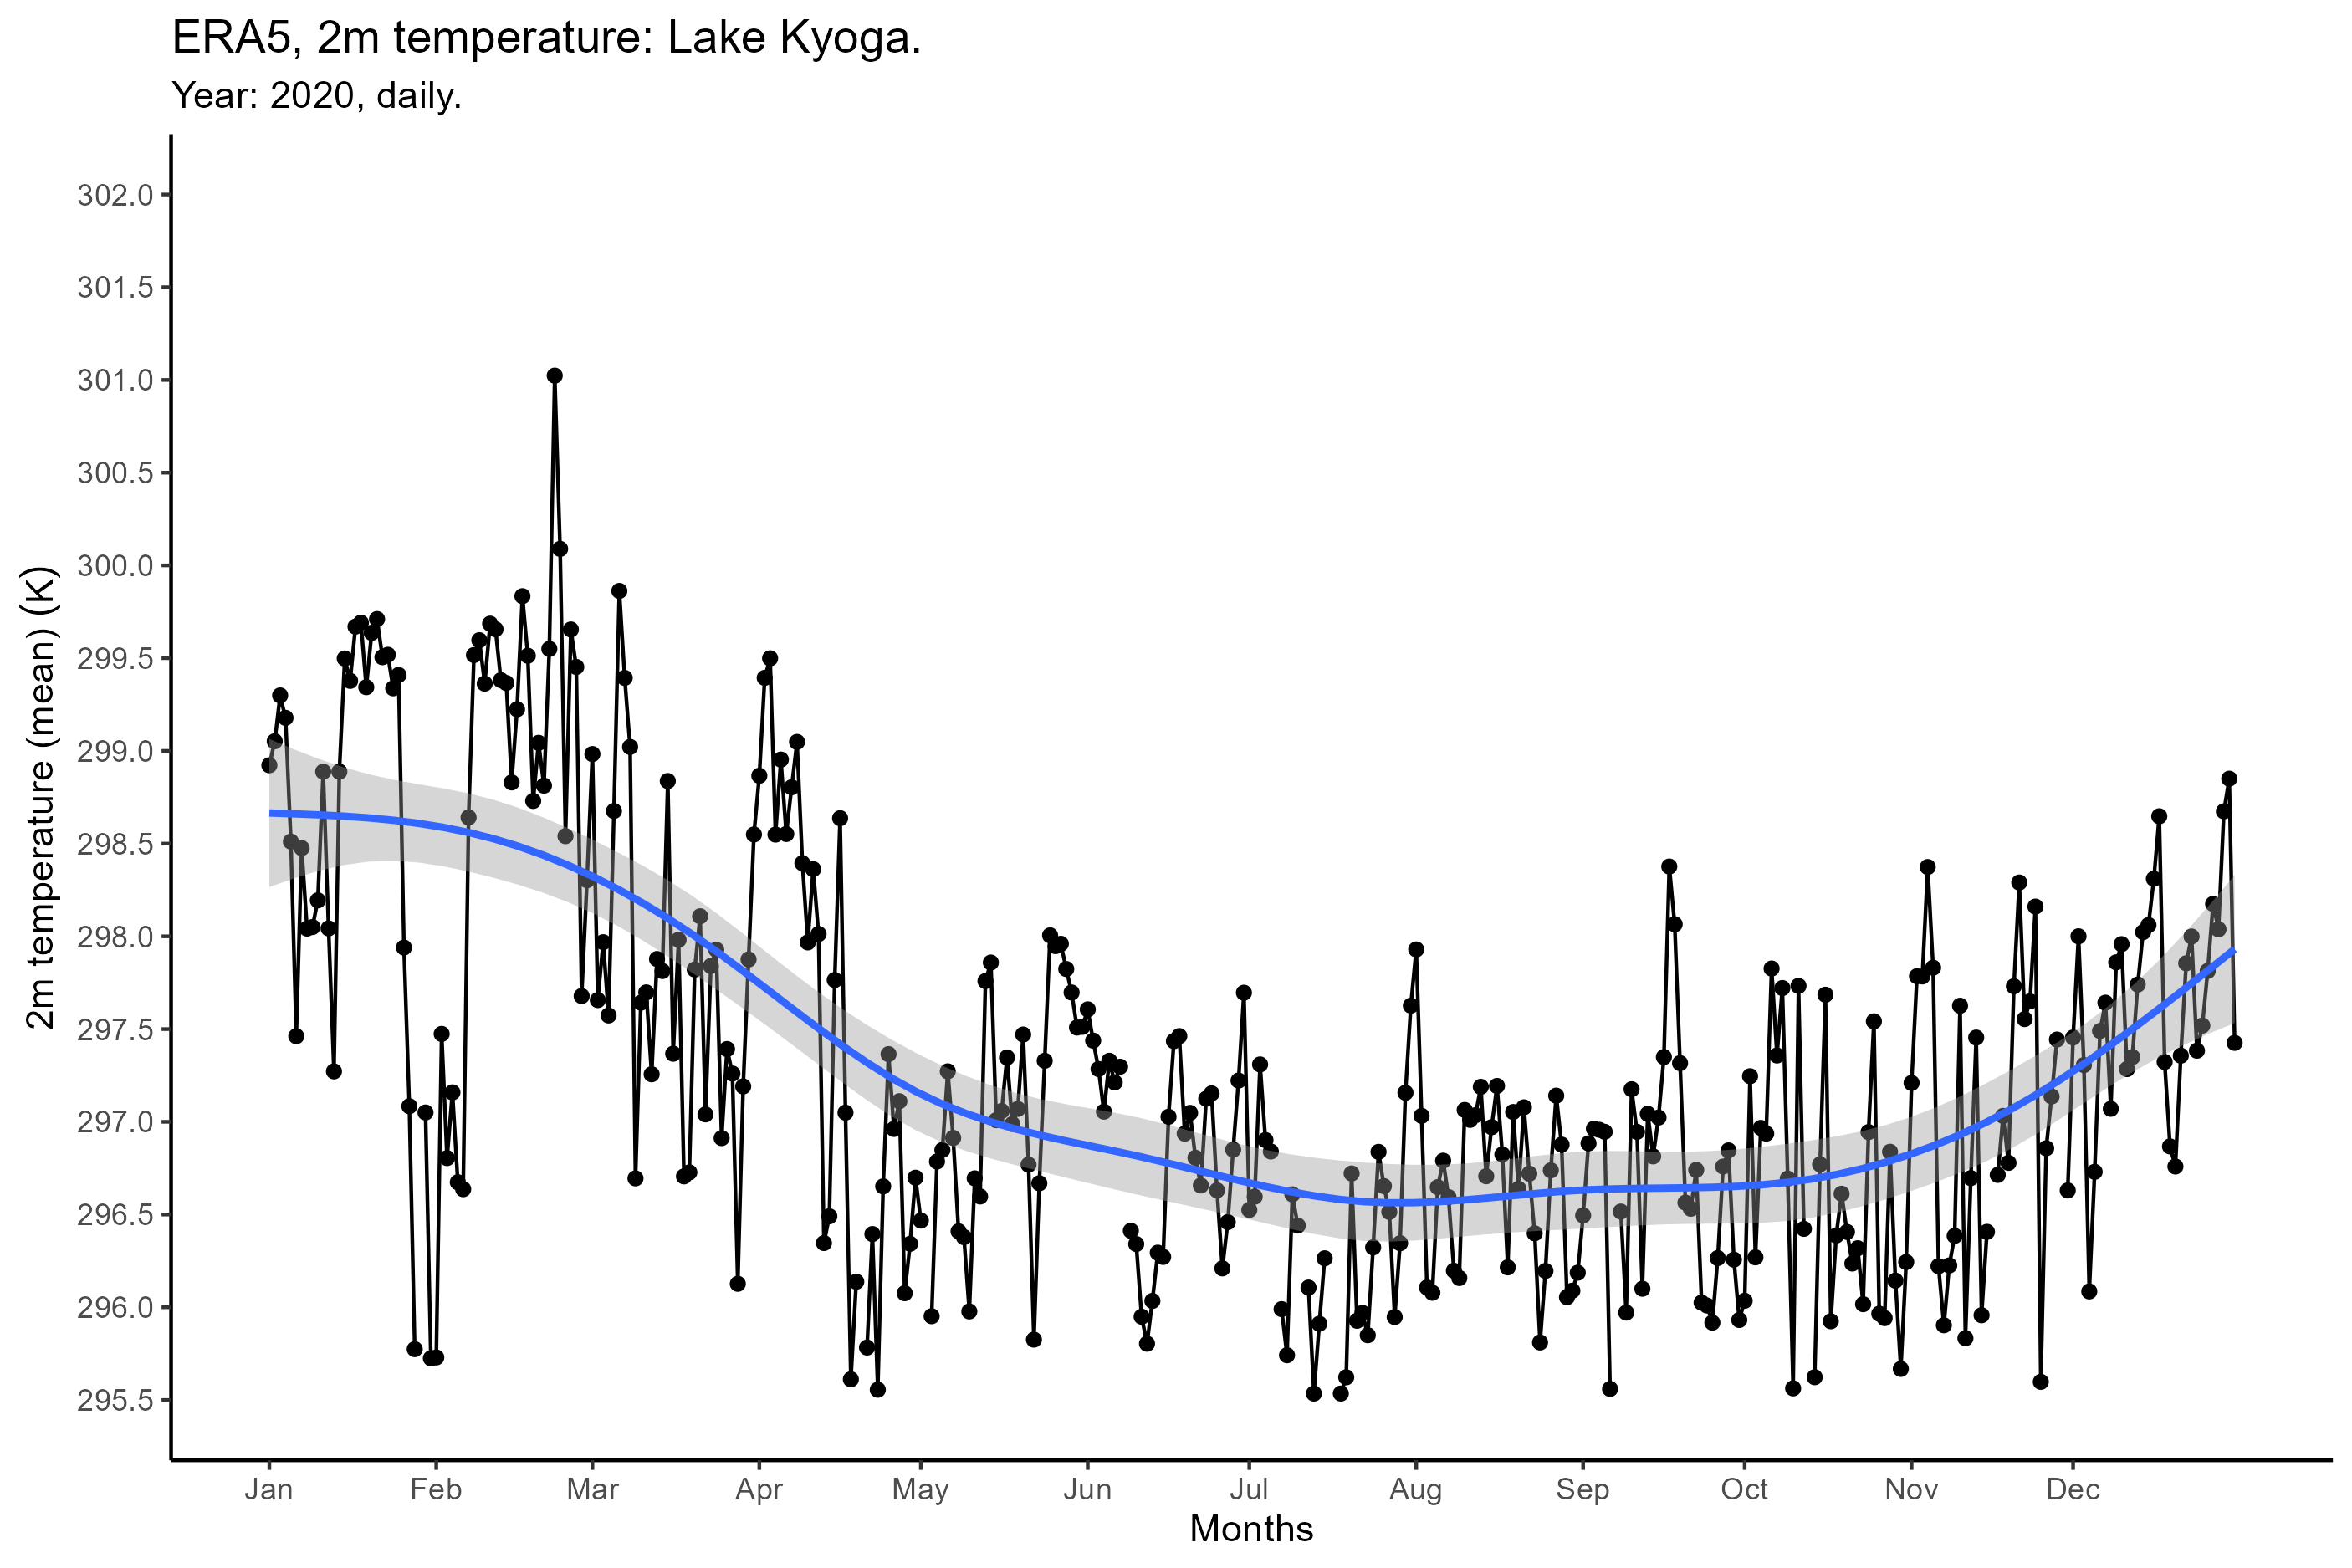 ERA5, 2m temperature: Lake Kyoga.
Year: 2020, daily.
2m temperature (mean) (K)
302.0
301.5
301.0
300.5
300.0
299.5
299.0
298.5
298.0
297.5
297.0
296.5
296.0
295.5
Jan Feb Mar Apr May Jun Jul Aug Sep Oct Nov Dec
Months